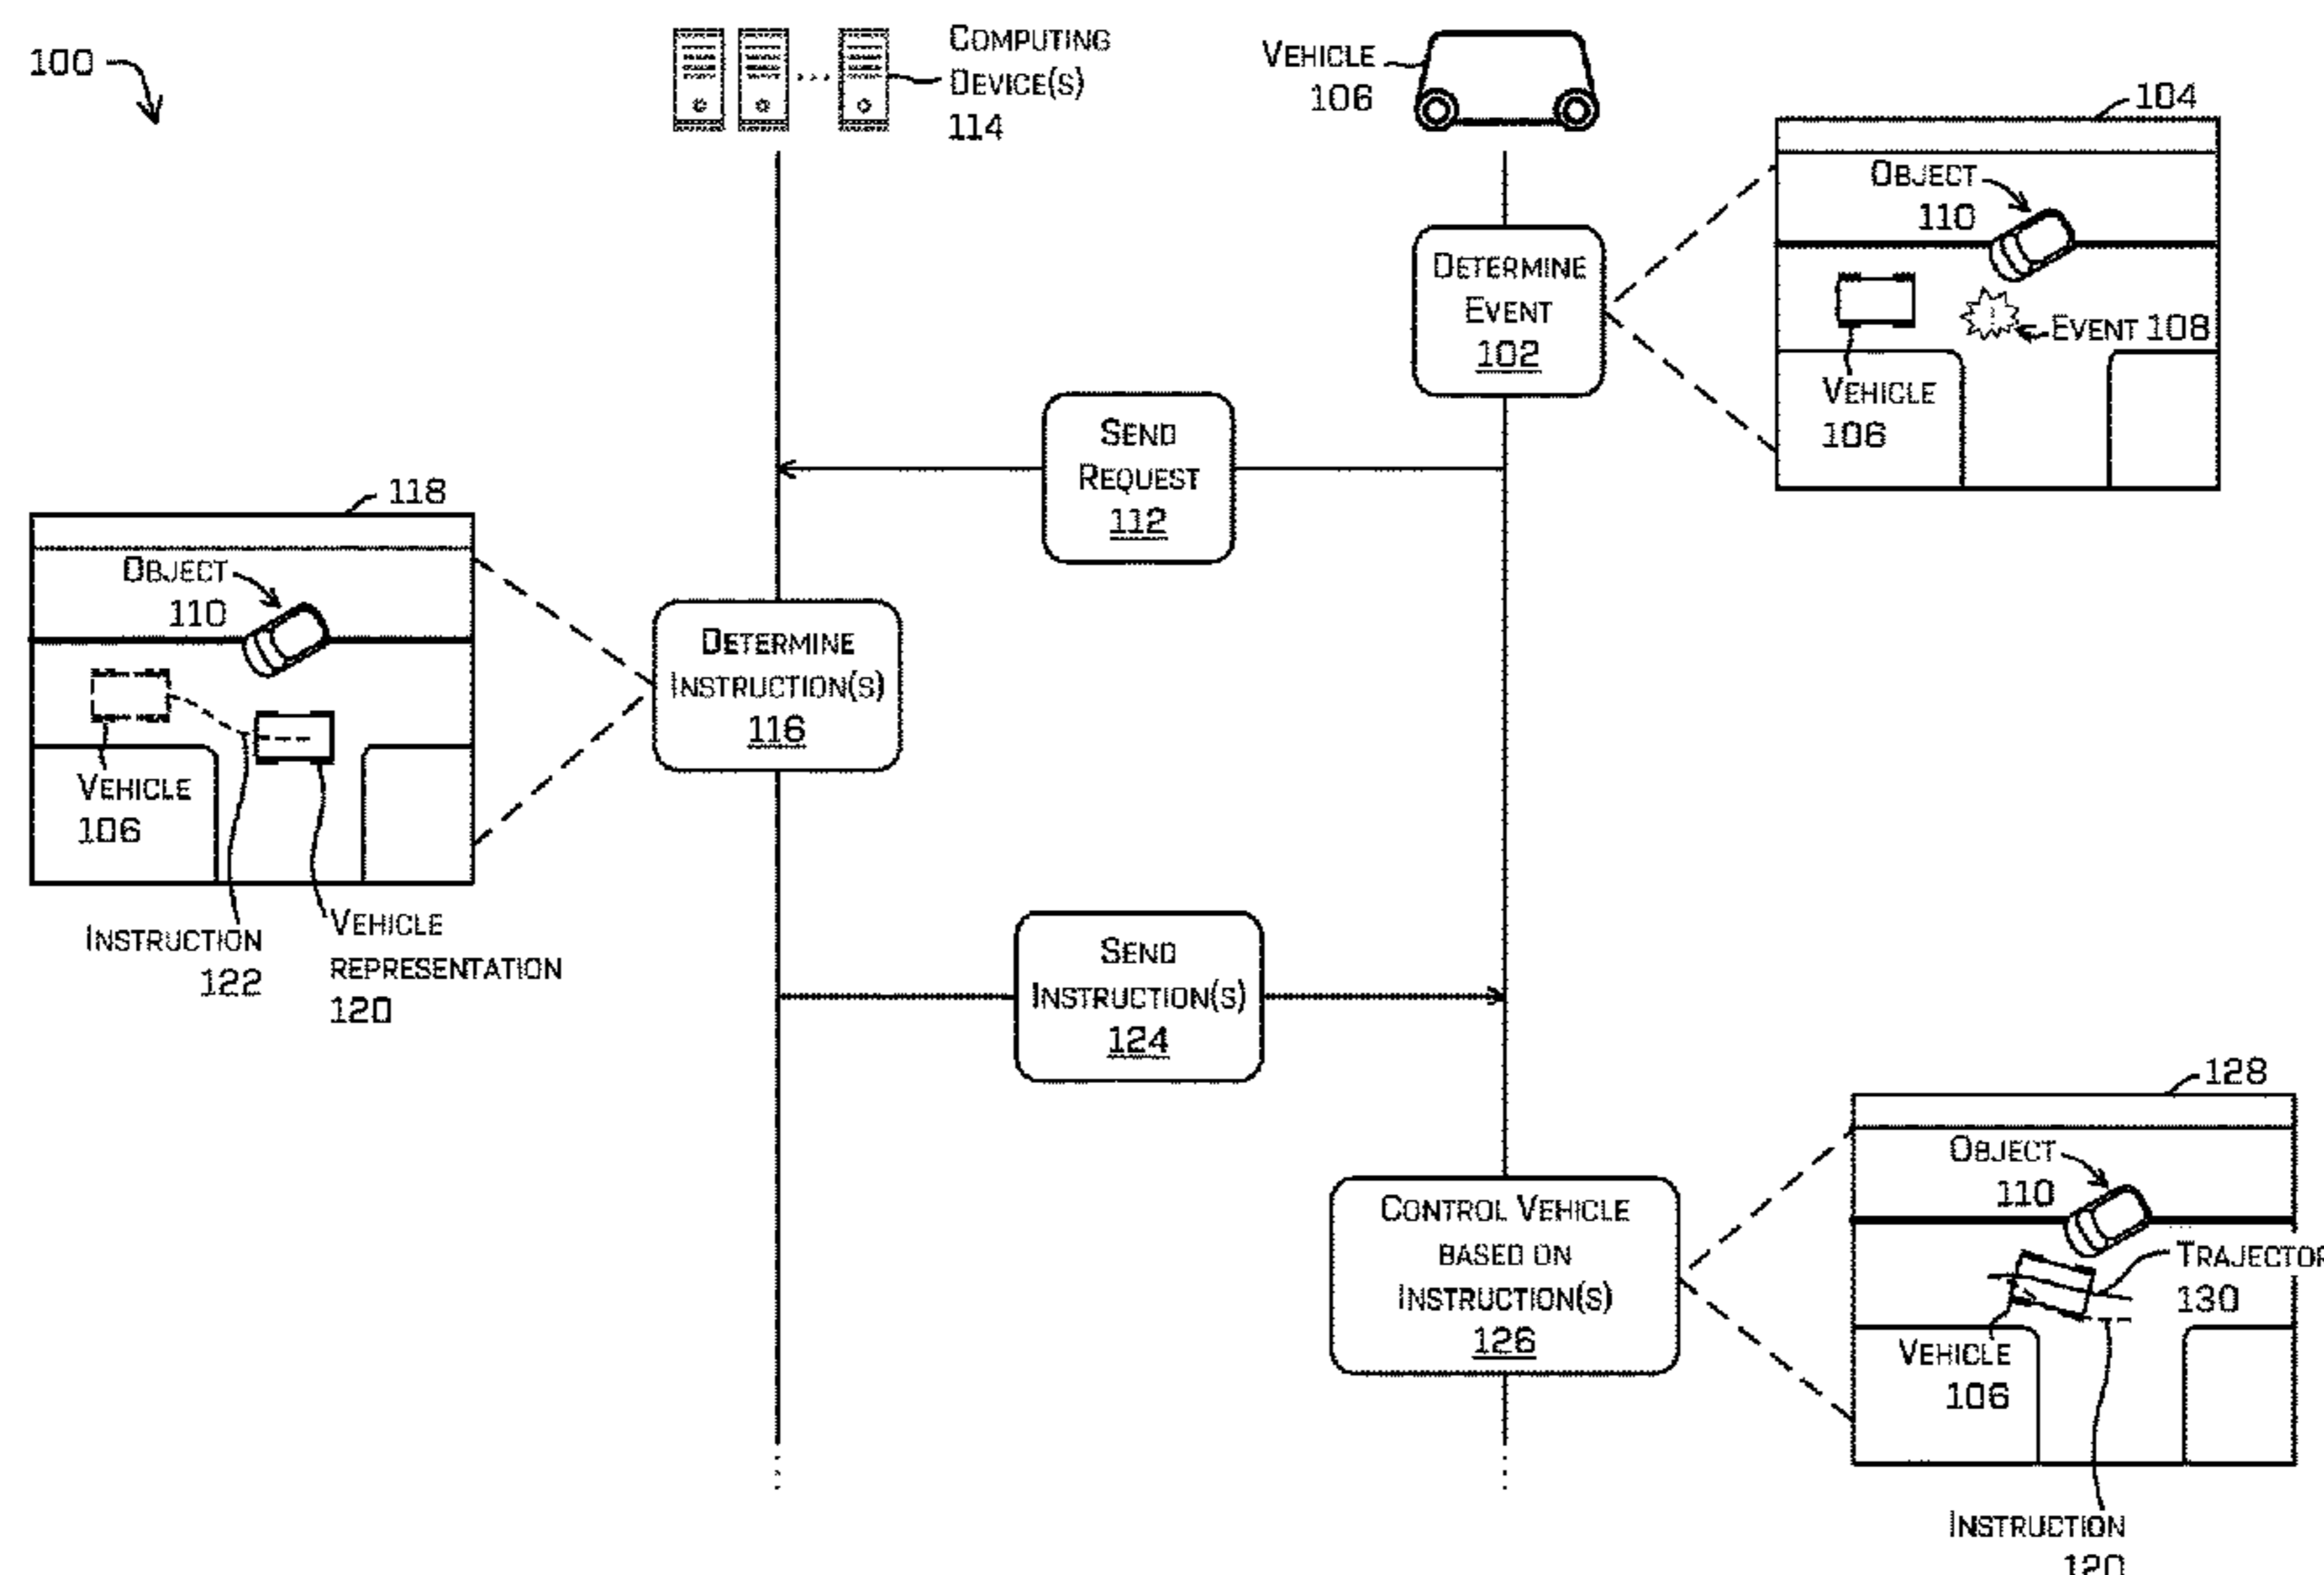 100
COMPUTING
DEVICE(S)
114
VEHICLE
106
104
OBJECT
110
EVENT 108
VEHICLE
106
DETERMINE
EVENT
102
SEND
REQUEST
112
118
OBJECT
110
VEHICLE
106
INSTRUCTION
122
VEHICLE
REPRESENTATION
120
DETERMINE
INSTRUCTION(S)
116
SEND
INSTRUCTION(S)
124
CONTROL VEHICLE
BASED ON
INSTRUCTION(S)
126
128
OBJECT
110
TRAJECTOR
130
VEHICLE
106
INSTRUCTION
120